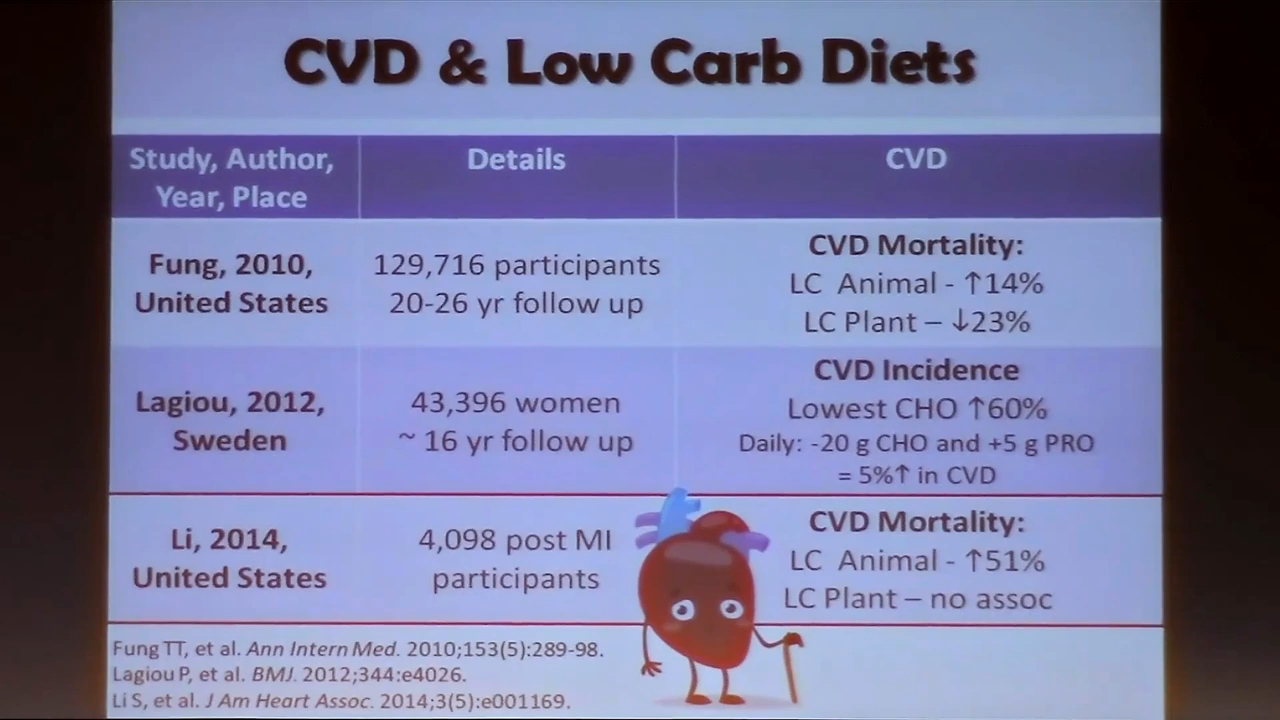 CVD & Low Carb Diets
Study, Author,
Year, Place
Details
CVD
Fung, 2010,
United States
129,716 participants
20-26 yr follow up
CVD Mortality:
LC Animal - ↑14%
LC Plant – ↓23%
Lagiou, 2012,
Sweden
43,396 women
~ 16 yr follow up
CVD Incidence
Lowest CHO ↑60%
Daily: -20 g CHO and +5 g PRO
= 5%↑ in CVD
Li, 2014,
United States
4,098 post MI
participants
CVD Mortality:
LC Animal - ↑51%
LC Plant – no assoc
Fung TT, et al. Ann Intern Med. 2010;153(5):289-98.
Lagiou P, et al. BMJ. 2012;344:e4026.
Li S, et al. J Am Heart Assoc. 2014;3(5):e001169.